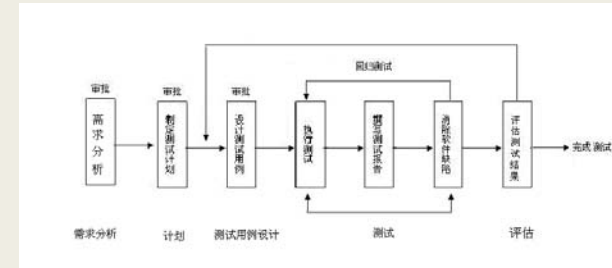 回归测试
审批
审批
审批
需求分析
制定测试计划
设计测试用例
执行测试
撰写测试报告
消除软件缺陷
评估测试结果
完成测试
需求分析
计划
测试用例设计
测试
评估